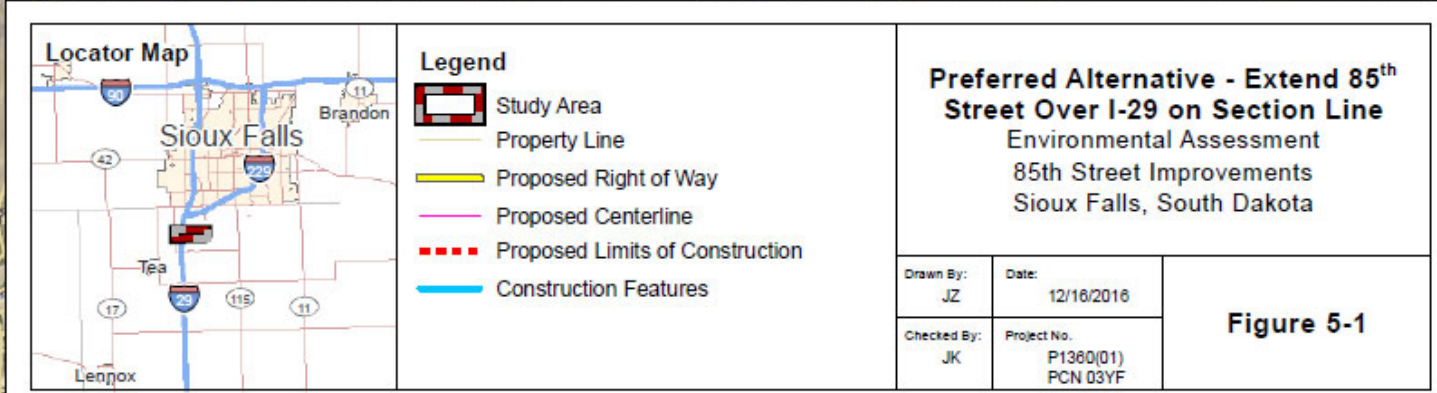 Locator Map
90
11
Brandon
Sioux Falls
42
229
Tea
29
115
17
11
Lennox
Legend
Study Area
Property Line
Proposed Right of Way
Proposed Centerline
Proposed Limits of Construction
Construction Features
Preferred Alternative - Extend 85th
Street Over I-29 on Section Line
Environmental Assessment
85th Street Improvements
Sioux Falls, South Dakota
Drawn By:
JZ
Date:
12/16/2016
Checked By:
JK
Project No.
P1360(01)
PCN 03YF
Figure 5-1